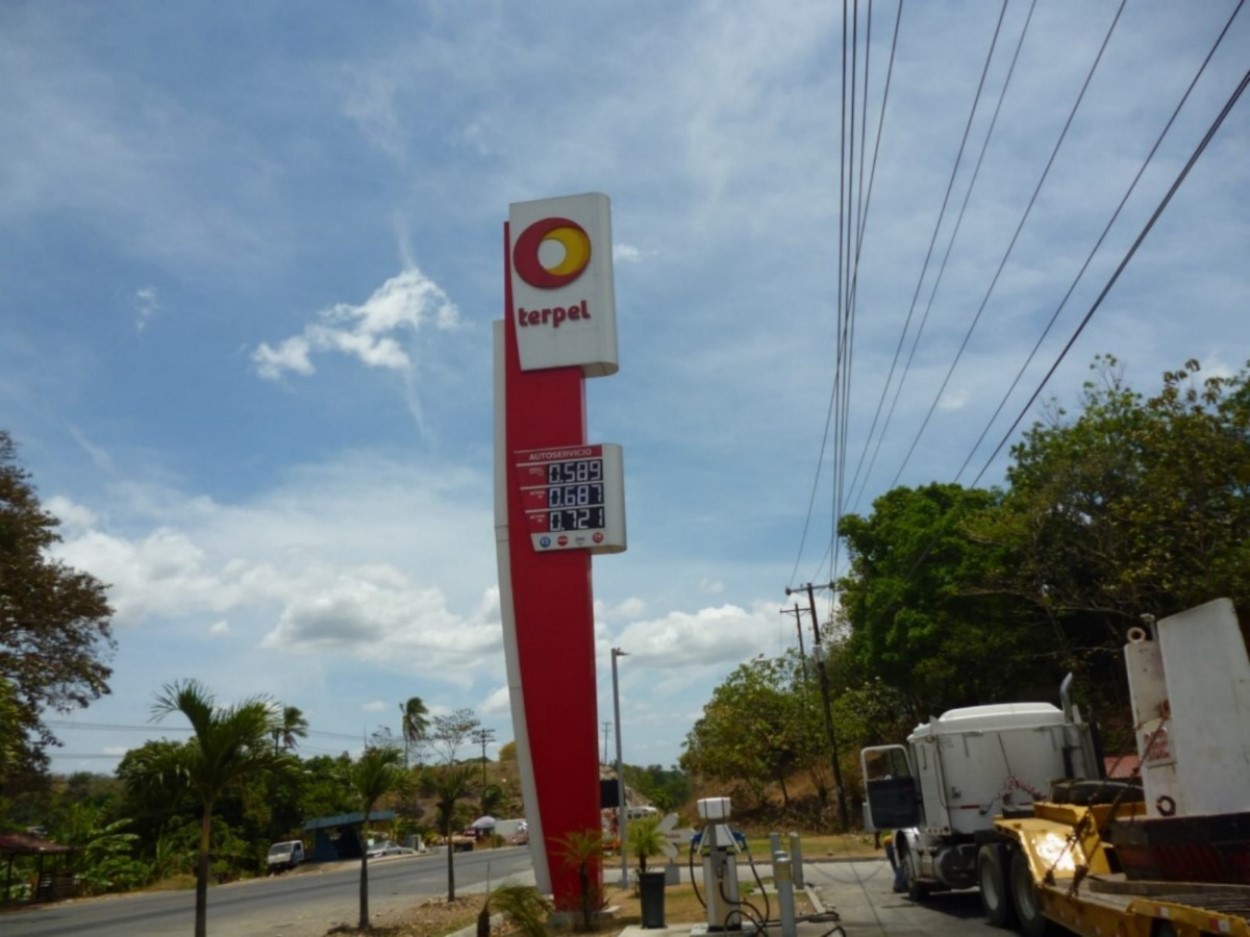 terpel
AUTOSERVICIO
0.589
0.687
0.721